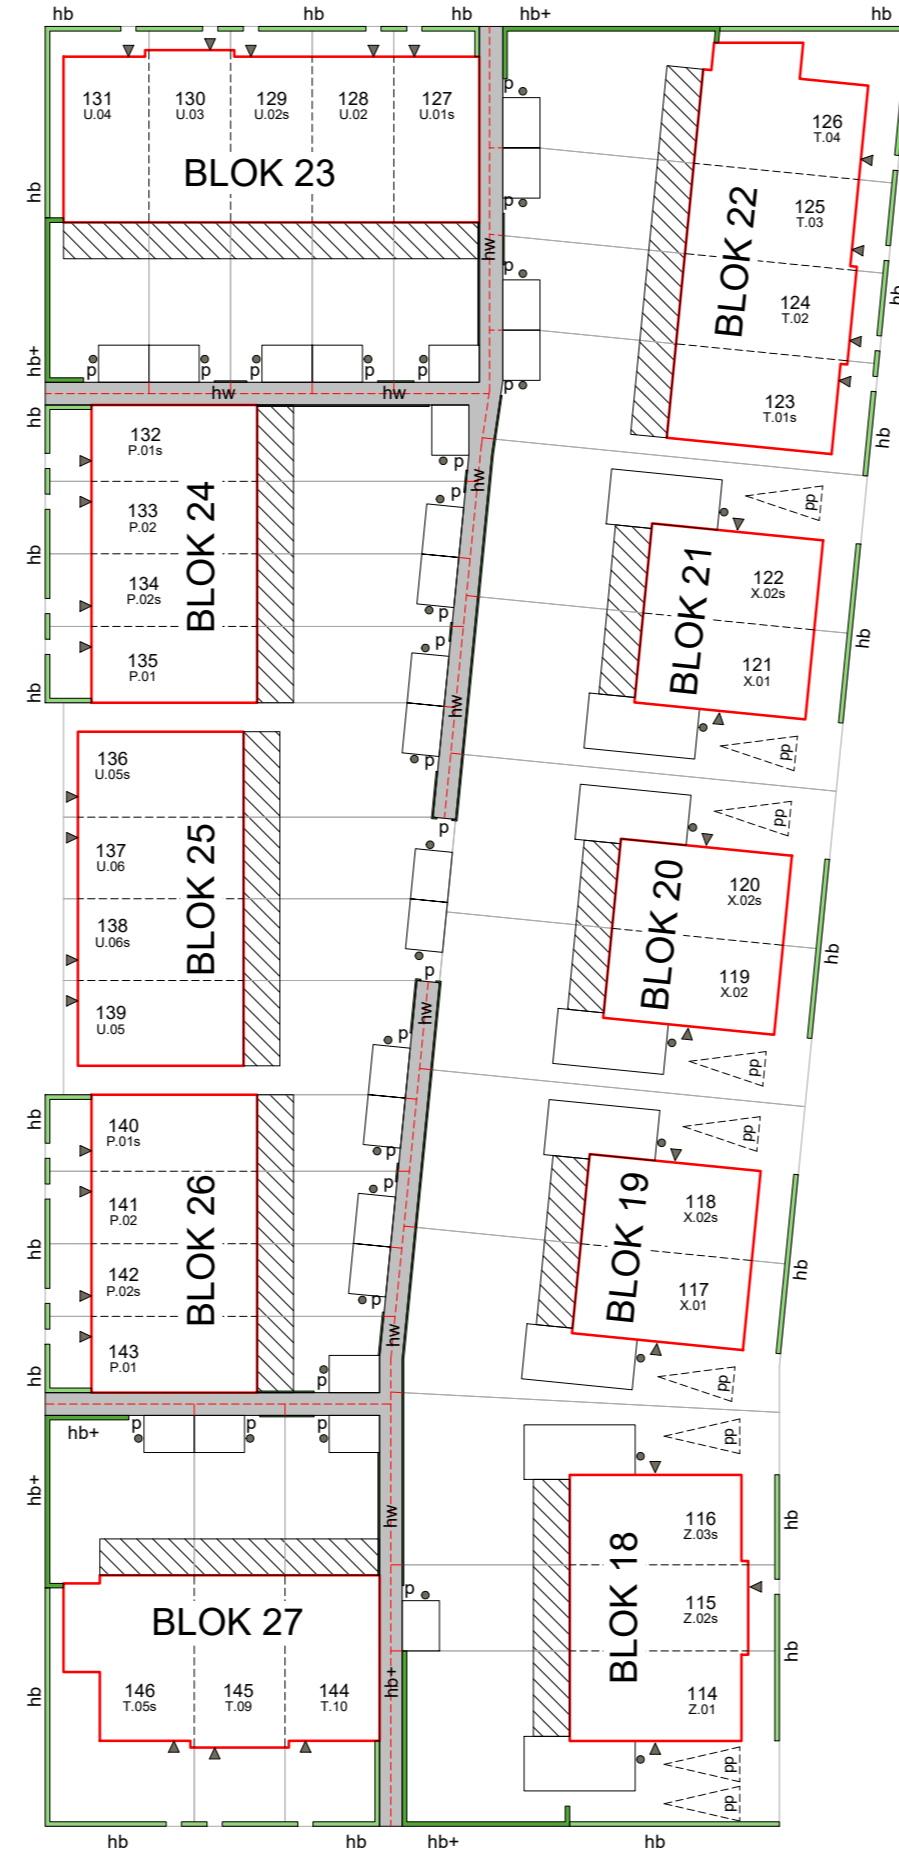 hb
hb
hb
hb+
hb
131
U.04
130
U.03
129
U.02s
128
U.02
127
U.01s
BLOK 23
hb
hb+
p
p
p
p
p
hw
hw
hw
p
p
p
p
126
T.04
125
T.03
124
T.02
123
T.01s
BLOK 22
hb
hb
hb
132
P.01s
133
P.02
134
P.02s
135
P.01
BLOK 24
hb
hb
p
p
hw
p
p
hw
p
pp
122
X.02s
121
X.01
BLOK 21
hb
pp
136
U.05s
137
U.06
138
U.06s
139
U.05
BLOK 25
p
p
hw
p
pp
120
X.02s
119
X.02
BLOK 20
hb
pp
hb
140
P.01s
141
P.02
142
P.02s
143
P.01
BLOK 26
hb
hb
p
p
p
hw
p
pp
118
X.02s
117
X.01
BLOK 19
hb
pp
hb+
hb+
p
p
p
hw
pp
116
Z.03s
115
Z.02s
114
Z.01
BLOK 18
hb
hb
p
BLOK 27
146
T.05s
145
T.09
144
T.10
hb
hb+
pp
pp
hb
hb
hb+
hb